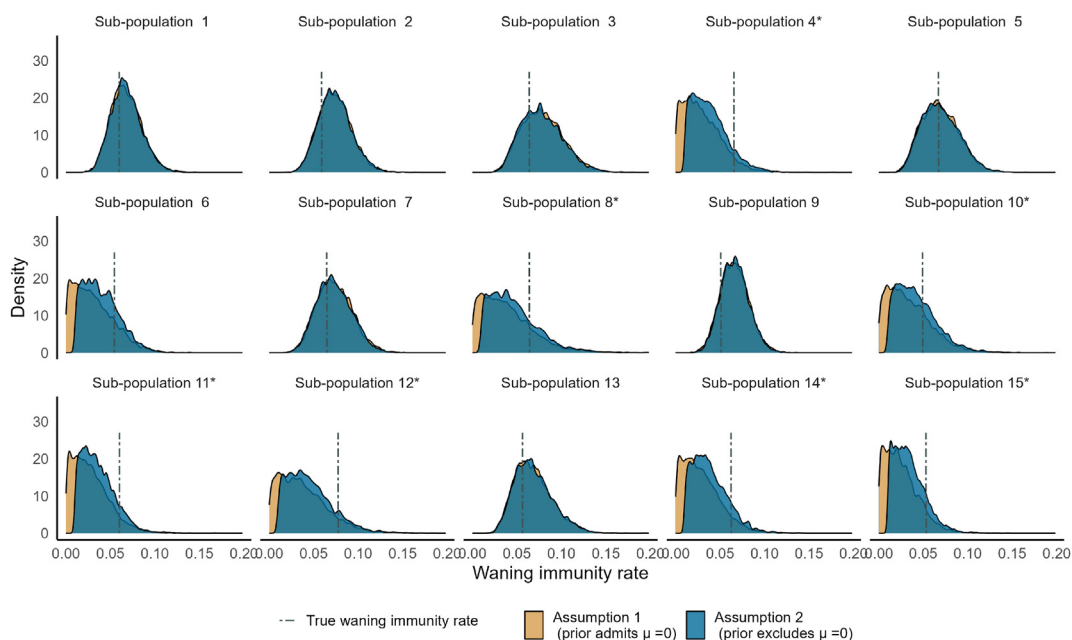 Sub-population 1 Sub-population 2 Sub-population 3 Sub-population 4* Sub-population 5
30
20
10
0
Sub-population 6 Sub-population 7 Sub-population 8* Sub-population 9 Sub-population 10*
30
20
10
0
Density
Sub-population 11* Sub-population 12* Sub-population 13 Sub-population 14* Sub-population 15*
30
20
10
0
0.00 0.05 0.10 0.15 0.20 0.00 0.05 0.10 0.15 0.20 0.00 0.05 0.10 0.15 0.20 0.00 0.05 0.10 0.15 0.20 0.00 0.05 0.10 0.15 0.20
Waning immunity rate
True waning immunity rate
Assumption 1
(prior admits μ =0)
Assumption 2
(prior excludes μ =0)